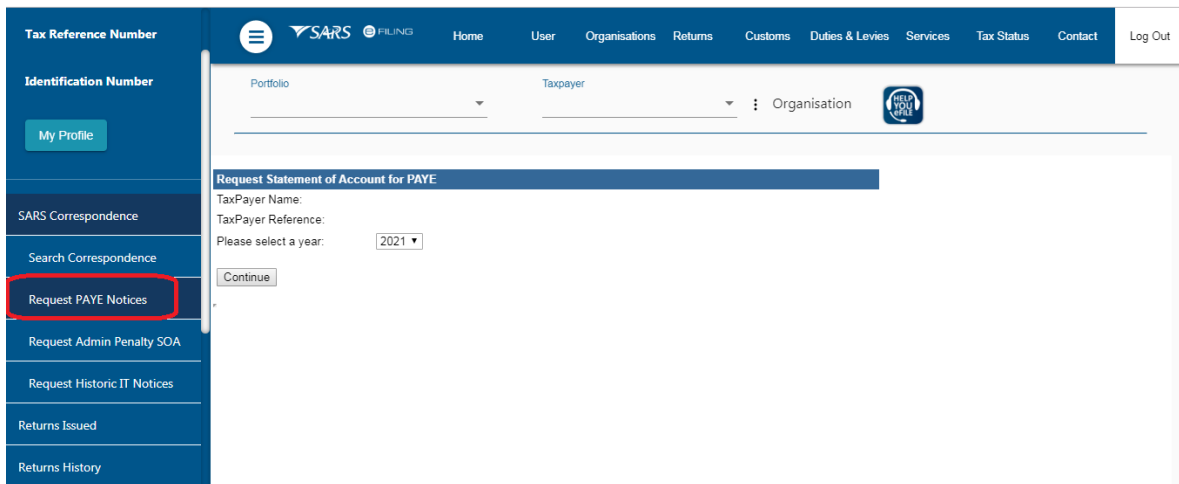 Tax Reference Number
Identification Number
My Profile
SARS Correspondence
Search Correspondence
Request PAYE Notices
Request Admin Penalty SOA
Request Historic IT Notices
Returns Issued
Returns History
SARS eFILING Home User Organisations Returns Customs Duties & Levies Services Tax Status Contact Log Out
Portfolio Taxpayer
Organisation
HELP
YOU
eFILE
Request Statement of Account for PAYE
TaxPayer Name:
TaxPayer Reference:
Please select a year: 2021
Continue